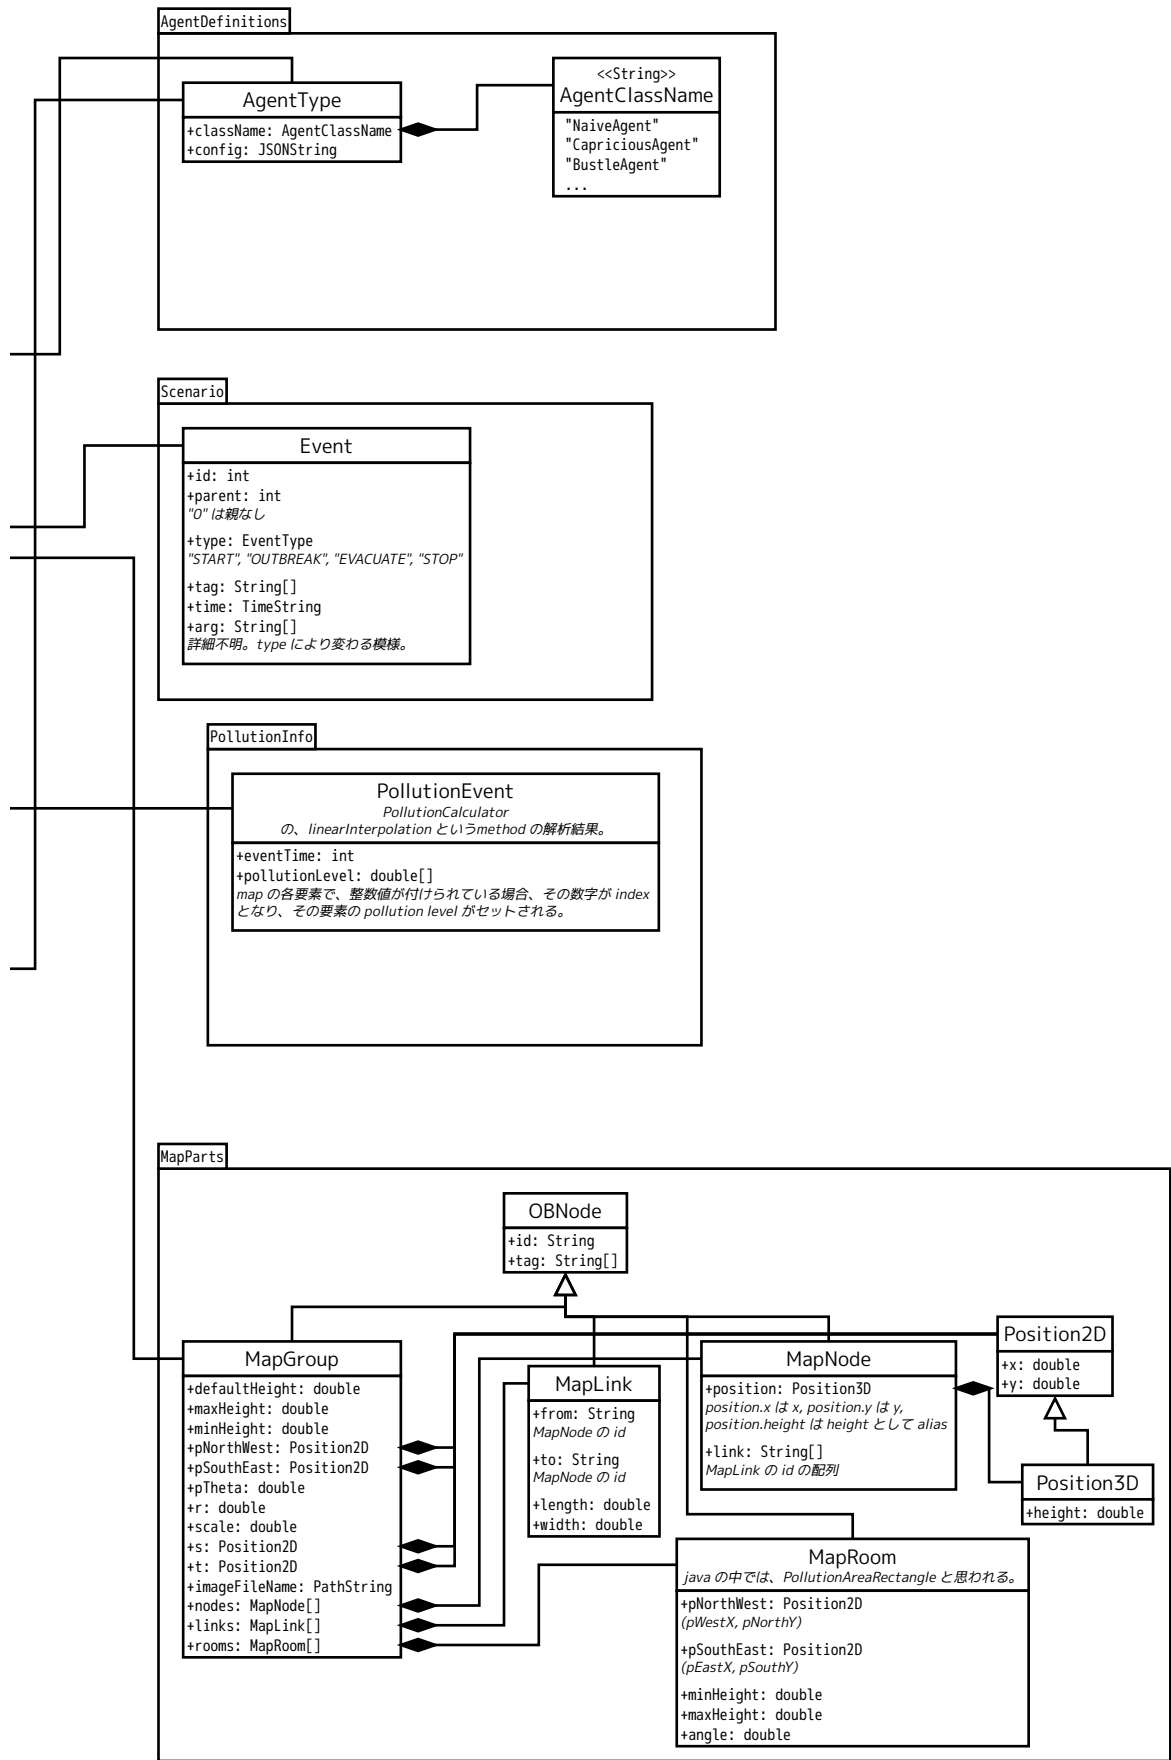 AgentDefinitions
AgentType
+className: AgentClassName
+config: JSONString
<<String>>
AgentClassName
"NaiveAgent"
"CapriciousAgent"
"BustleAgent"
...
Scenario
Event
+id: int
+parent: int
"0" は親なし
+type: EventType
"START", "OUTBREAK", "EVACUATE", "STOP"
+tag: String[]
+time: TimeString
+arg: String[]
詳細不明。type により変わる模様。
PollutionInfo
PollutionEvent
PollutionCalculator
の、linearInterpolation というmethod の解析結果。
+eventTime: int
+pollutionLevel: double[]
map の各要素で、整数値が付けられている場合、その数字が index
となり、その要素の pollution level がセットされる。
MapParts
OBNode
+id: String
+tag: String[]
MapGroup
+defaultHeight: double
+maxHeight: double
+minHeight: double
+pNorthWest: Position2D
+pSouthEast: Position2D
+pTheta: double
+r: double
+scale: double
+s: Position2D
+t: Position2D
+imageFileName: PathString
+nodes: MapNode[]
+links: MapLink[]
+rooms: MapRoom[]
MapLink
+from: String
MapNode の id
+to: String
MapNode の id
+length: double
+width: double
MapNode
+position: Position3D
position.x は x, position.y は y,
position.height は height として alias
+link: String[]
MapLink の id の配列
Position2D
+x: double
+y: double
Position3D
+height: double
MapRoom
java の中では、PollutionAreaRectangle と思われる。
+pNorthWest: Position2D
(pWestX, pNorthY)
+pSouthEast: Position2D
(pEastX, pSouthY)
+minHeight: double
+maxHeight: double
+angle: double